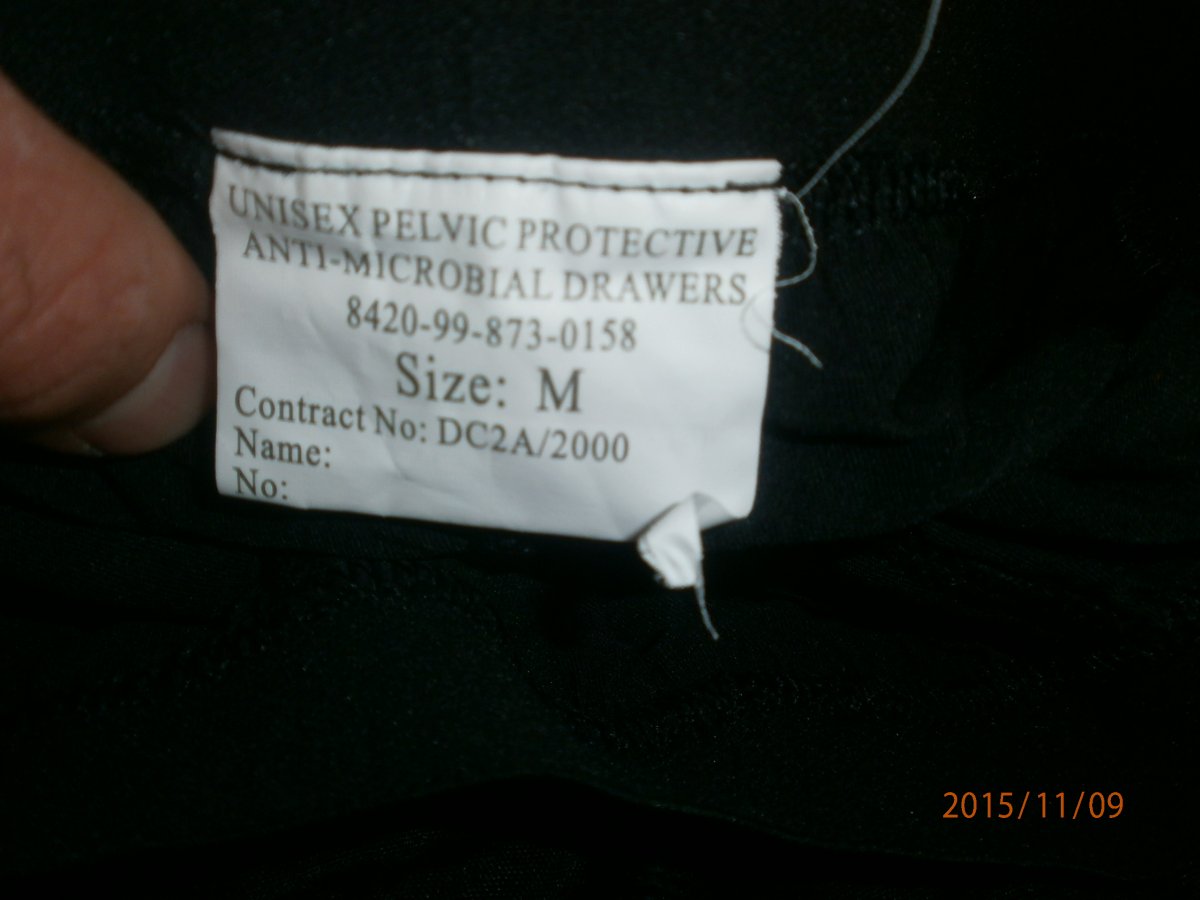 UNISEX PELVIC PROTECTIVE
ANTI-MICROBIAL DRAWERS
8420-99-873-0158
Size: M
Contract No: DC2A/2000
Name:
No:
2015/11/09